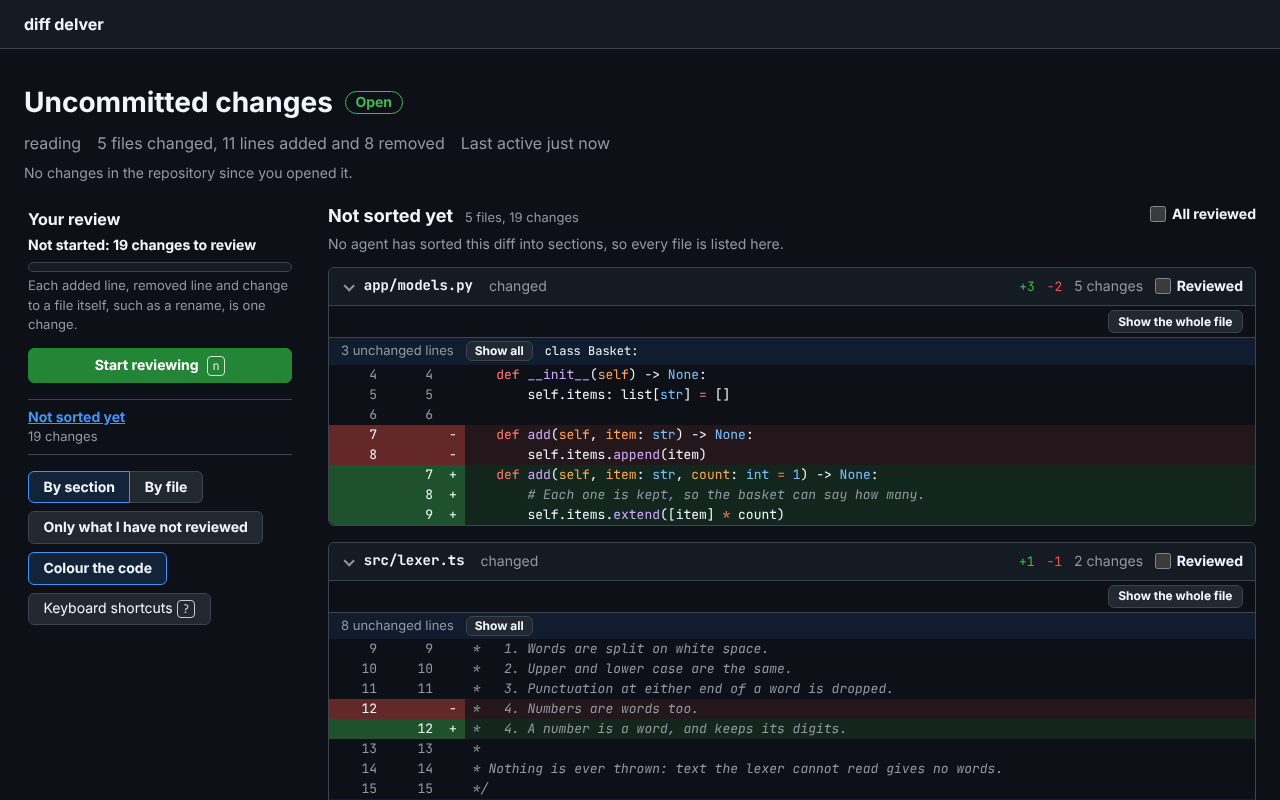 diff delver
Uncommitted changes Open
reading 5 files changed, 11 lines added and 8 removed Last active just now
No changes in the repository since you opened it.
Your review
Not started: 19 changes to review
Each added line, removed line and change
to a file itself, such as a rename, is one
change.
Start reviewing n
Not sorted yet
19 changes
By section By file
Only what I have not reviewed
Colour the code
Keyboard shortcuts ?
Not sorted yet 5 files, 19 changes All reviewed
No agent has sorted this diff into sections, so every file is listed here.
app/models.py changed +3 -2 5 changes Reviewed
Show the whole file
3 unchanged lines Show all class Basket:
4 4     def __init__(self) -> None:
5 5         self.items: list[str] = []
6 6
7 -     def add(self, item: str) -> None:
8 -         self.items.append(item)
7 +     def add(self, item: str, count: int = 1) -> None:
8 +         # Each one is kept, so the basket can say how many.
9 +         self.items.extend([item] * count)
src/lexer.ts changed +1 -1 2 changes Reviewed
Show the whole file
8 unchanged lines Show all
9 9 *   1. Words are split on white space.
10 10 *   2. Upper and lower case are the same.
11 11 *   3. Punctuation at either end of a word is dropped.
12 - *   4. Numbers are words too.
12 + *   4. A number is a word, and keeps its digits.
13 13 *
14 14 * Nothing is ever thrown: text the lexer cannot read gives no words.
15 15 */